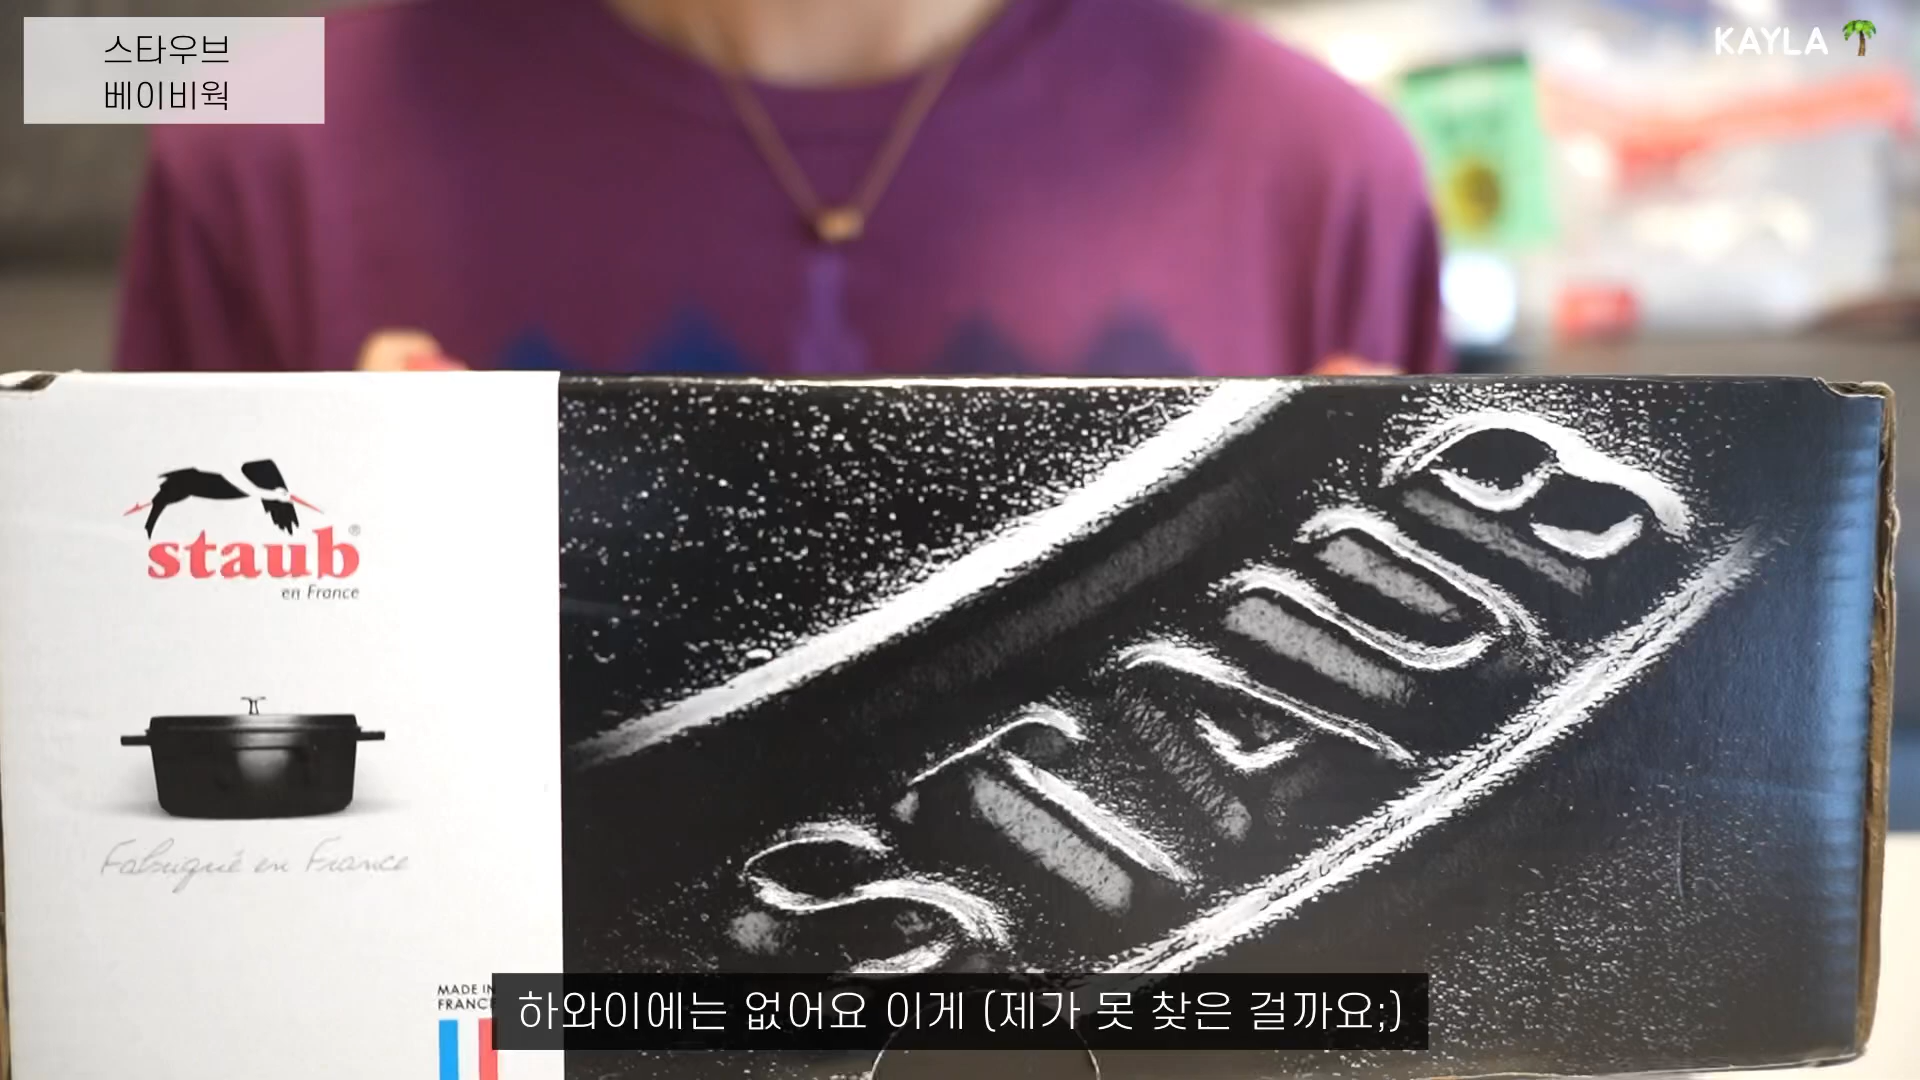 스타우브
베이비웍
KAYLA
staub®
en France
Fabriqué en France
MADE IN
FRANCE
STAUB
하와이에는 없어요 이게 (제가 못 찾은 걸까요;)